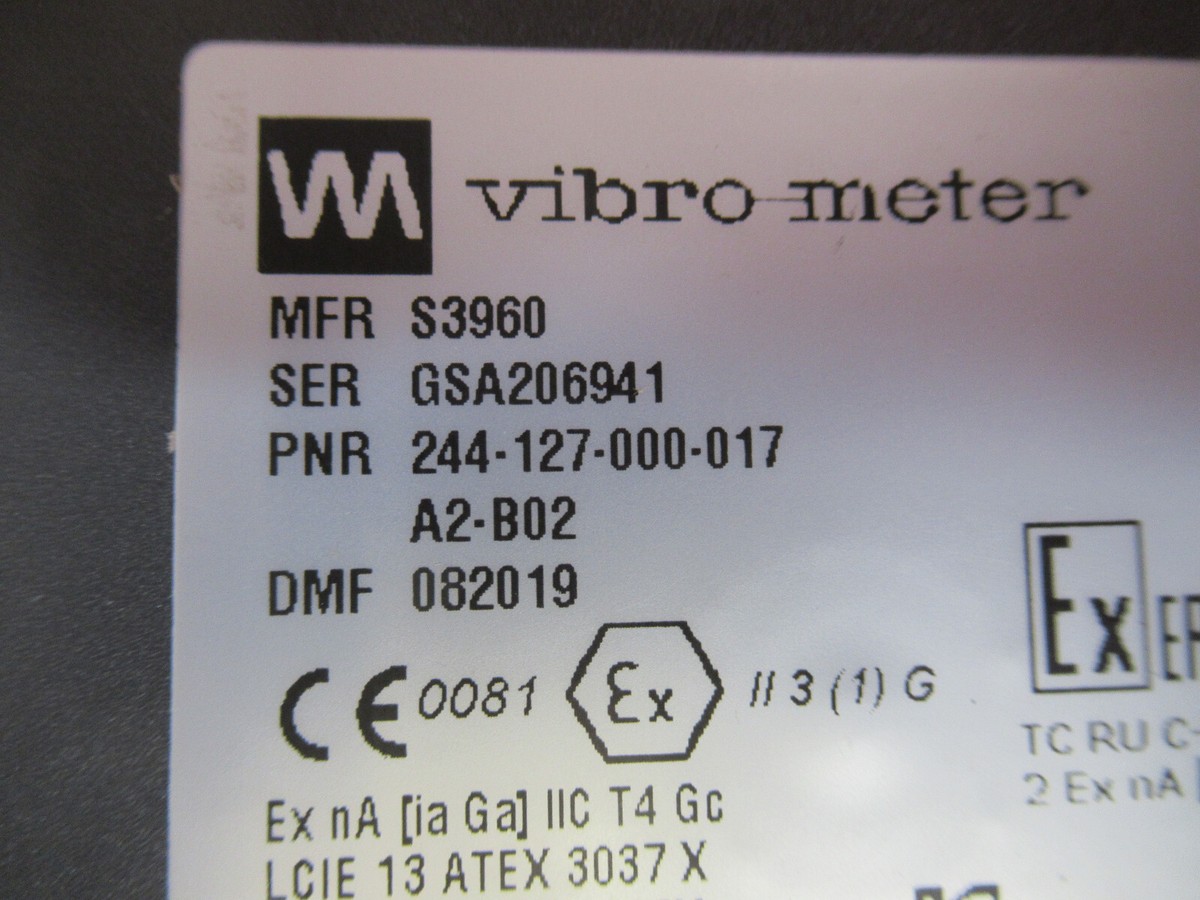 VM vibro-meter
MFR S3960
SER GSA206941
PNR 244-127-000-017
A2-B02
DMF 082019
CE 0081 Ex II 3 (1) G
Ex
TC RU C-
2 Ex nA [
Ex nA [ia Ga] IIC T4 Gc
LCIE 13 ATEX 3037 X